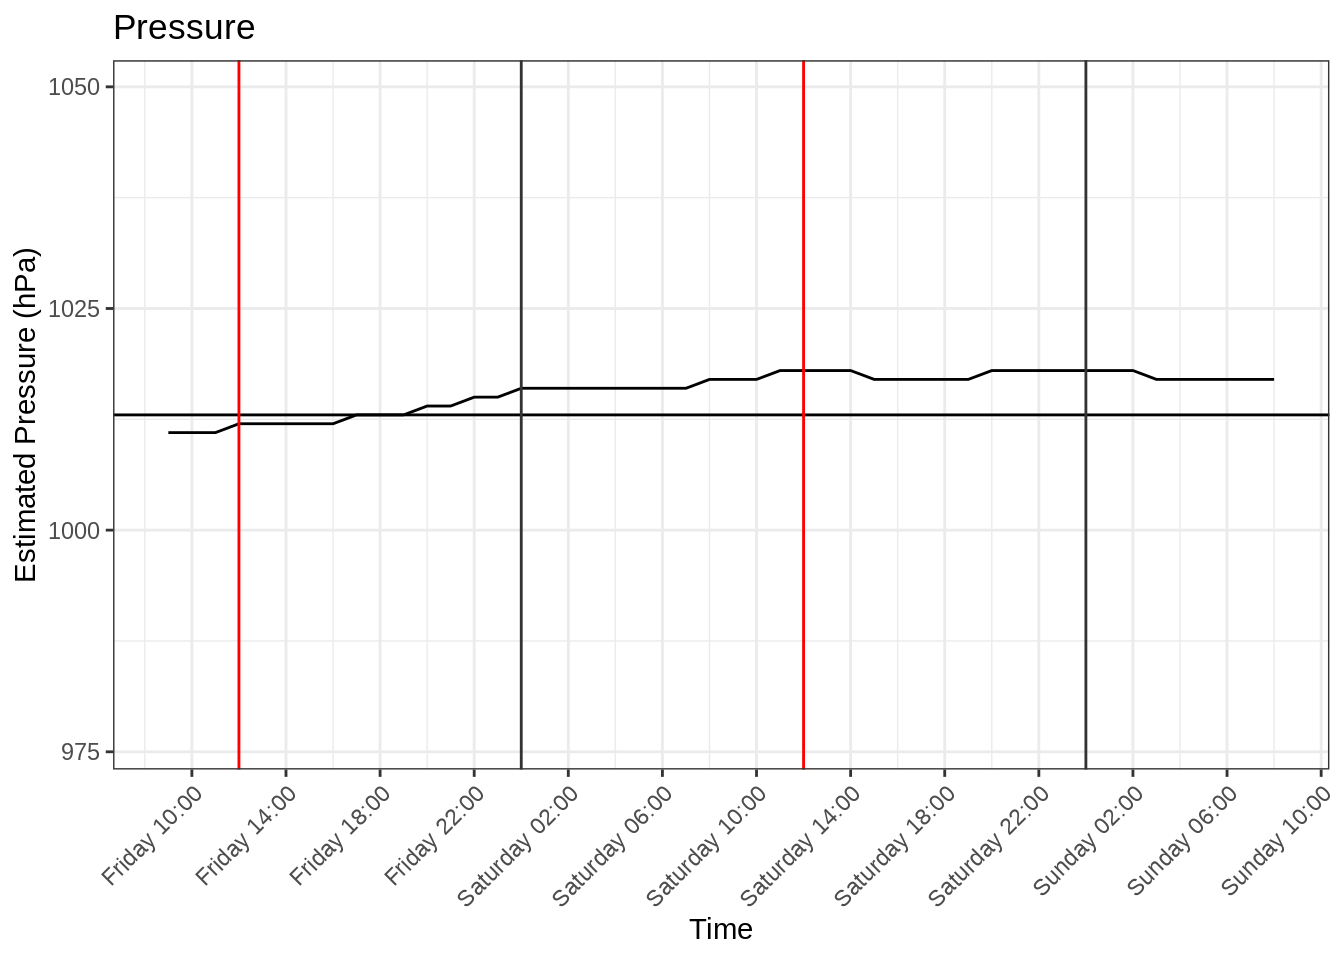 Pressure
Estimated Pressure (hPa)
1050
1025
1000
975
Friday 10:00
Friday 14:00
Friday 18:00
Friday 22:00
Saturday 02:00
Saturday 06:00
Saturday 10:00
Saturday 14:00
Saturday 18:00
Saturday 22:00
Sunday 02:00
Sunday 06:00
Sunday 10:00
Time